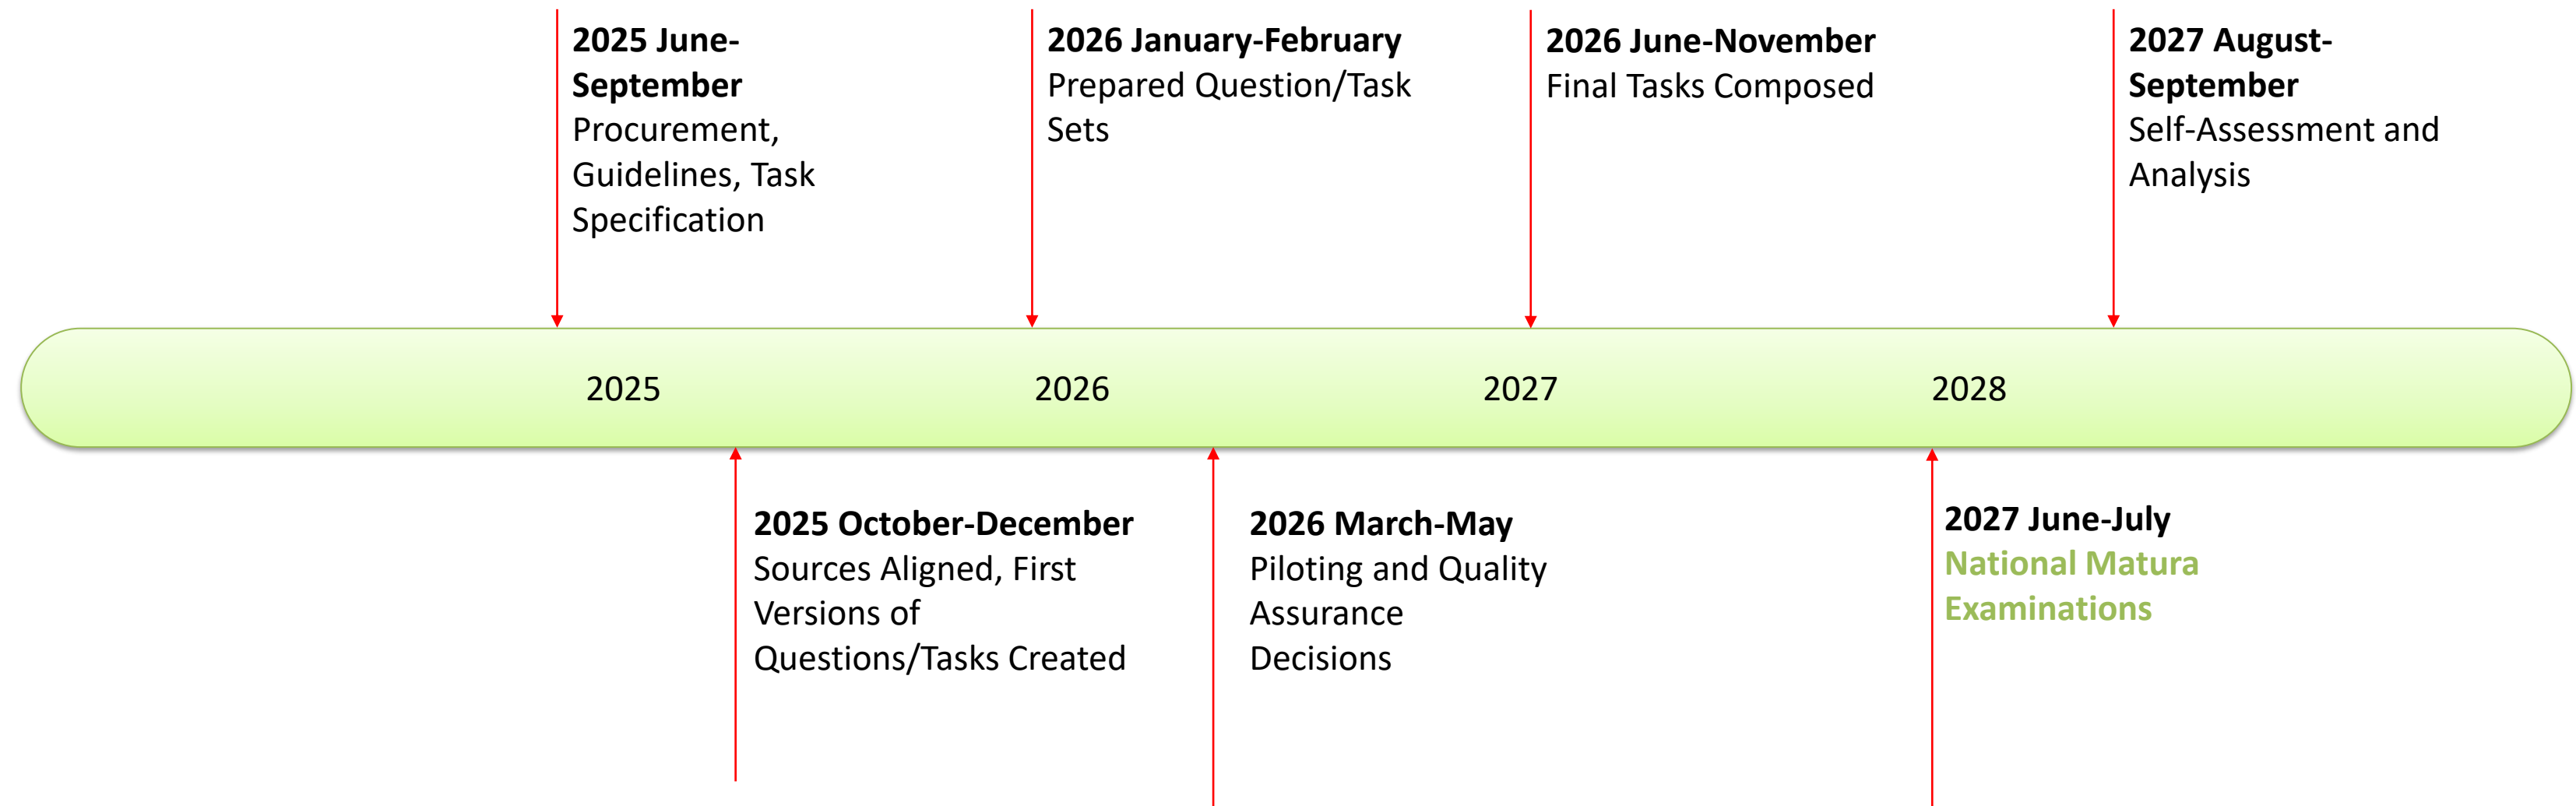 2025 June-
September
Procurement,
Guidelines, Task
Specification
2026 January-February
Prepared Question/Task
Sets
2026 June-November
Final Tasks Composed
2027 August-
September
Self-Assessment and
Analysis
2025
2026
2027
2028
2025 October-December
Sources Aligned, First
Versions of
Questions/Tasks Created
2026 March-May
Piloting and Quality
Assurance
Decisions
2027 June-July
National Matura
Examinations